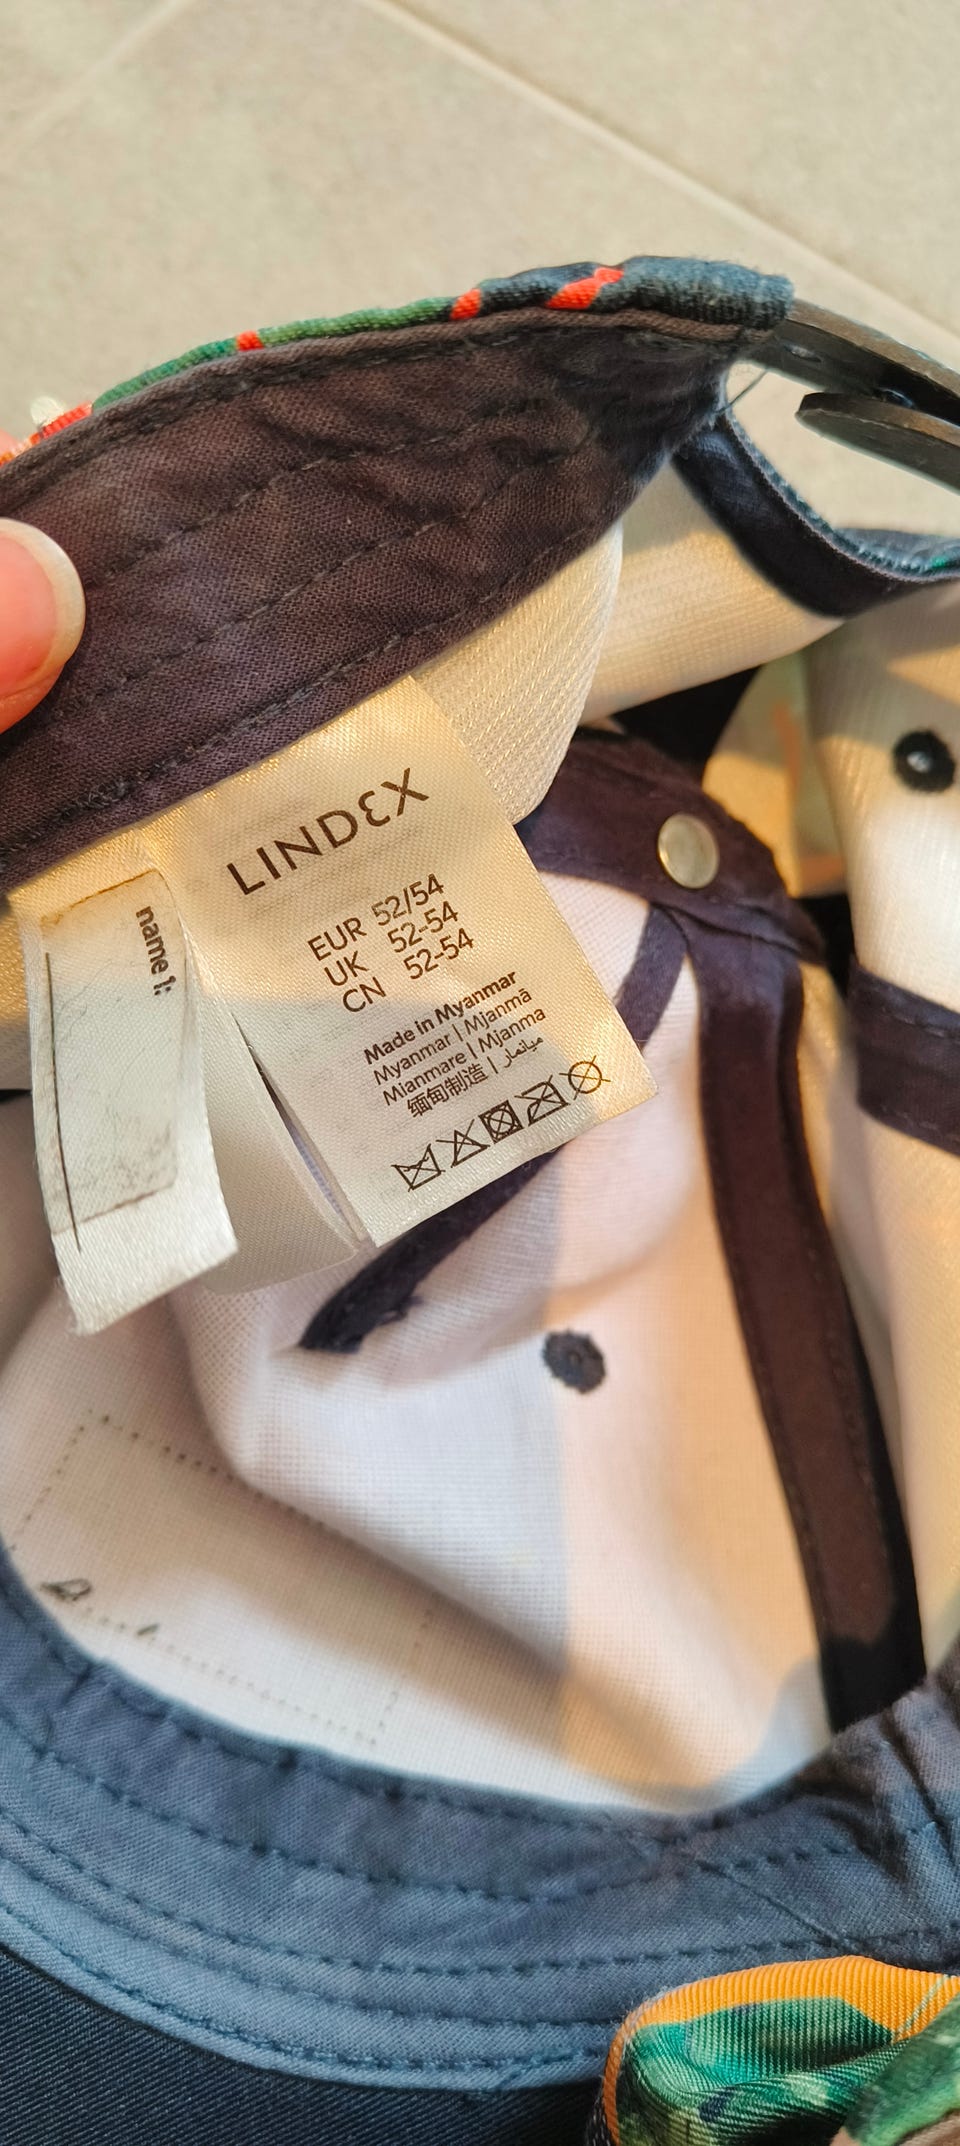 LINDEX
EUR 52/54
UK 52-54
CN 52-54
Made in Myanmar
Myanmar | Mjanmā
Mianmare | Mjanma
缅甸制造 | ميانمار
name 1: